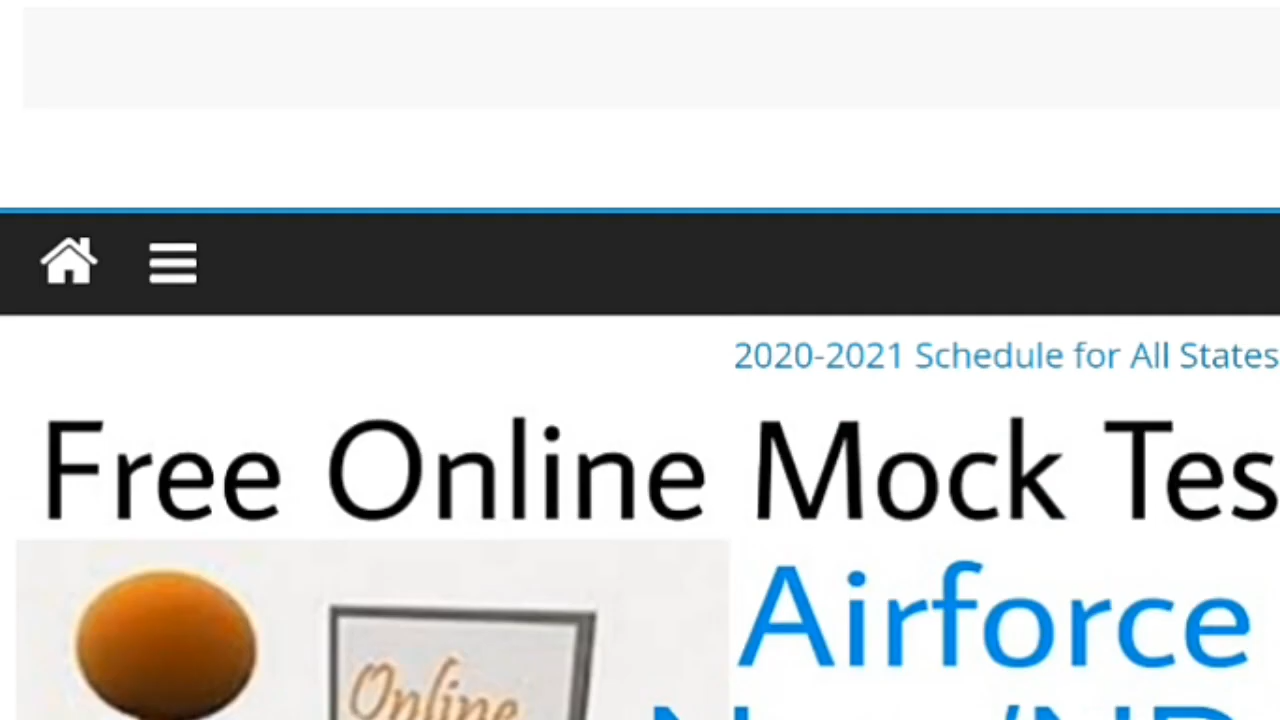 2020-2021 Schedule for All States
Free Online Mock Tes
Airforce
Online